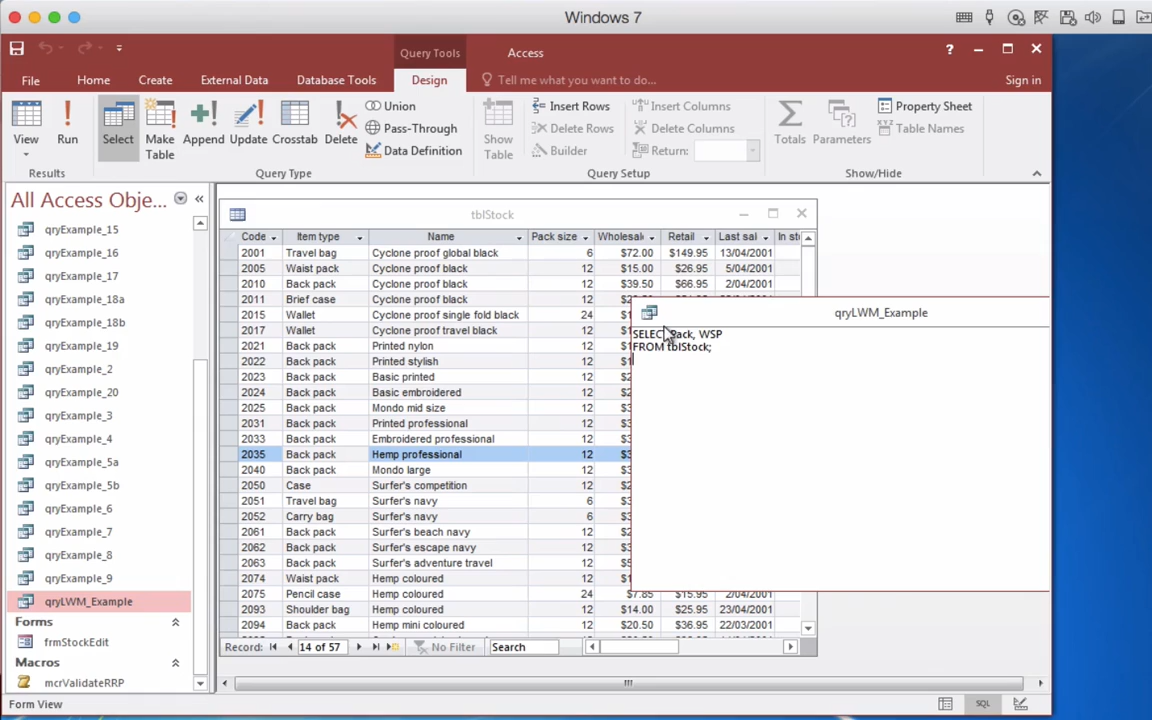 Windows 7
Query Tools
Access
?
File
Home
Create
External Data
Database Tools
Design
Tell me what you want to do...
Sign in
View
Run
Select
Make Table
Append
Update
Crosstab
Delete
Union
Pass-Through
Data Definition
Show Table
Insert Rows
Delete Rows
Builder
Insert Columns
Delete Columns
Return:
Totals
Parameters
Property Sheet
Table Names
Results
Query Type
Query Setup
Show/Hide
All Access Obje...
qryExample_15
qryExample_16
qryExample_17
qryExample_18a
qryExample_18b
qryExample_19
qryExample_2
qryExample_20
qryExample_3
qryExample_4
qryExample_5a
qryExample_5b
qryExample_6
qryExample_7
qryExample_8
qryExample_9
qryLWM_Example
Forms
frmStockEdit
Macros
mcrValidateRRP
tblStock
Code Item type Name Pack size Wholesal Retail Last sal In st
2001 Travel bag Cyclone proof global black 6 $72.00 $149.95 13/04/2001
2005 Waist pack Cyclone proof black 12 $15.00 $26.95 5/04/2001
2010 Back pack Cyclone proof black 12 $39.50 $66.95 2/04/2001
2011 Brief case Cyclone proof black 12
2015 Wallet Cyclone proof single fold black 24
2017 Wallet Cyclone proof travel black 12
2021 Back pack Printed nylon 12
2022 Back pack Printed stylish 12
2023 Back pack Basic printed 12
2024 Back pack Basic embroidered 12
2025 Back pack Mondo mid size 12
2031 Back pack Printed professional 12
2033 Back pack Embroidered professional 12
2035 Back pack Hemp professional 12
2040 Back pack Mondo large 12
2050 Case Surfer's competition 12
2051 Travel bag Surfer's navy 6
2052 Carry bag Surfer's navy 6
2061 Back pack Surfer's beach navy 12
2062 Back pack Surfer's escape navy 12
2063 Back pack Surfer's adventure travel 12
2074 Waist pack Hemp coloured 12
2075 Pencil case Hemp coloured 24 $7.85 $15.95 2/04/2001
2093 Shoulder bag Hemp coloured 12 $14.00 $25.95 23/04/2001
2094 Back pack Hemp mini coloured 12 $20.50 $36.95 22/03/2001
Record: 14 of 57 No Filter Search
qryLWM_Example
SELECT Pack, WSP
FROM tblStock;
Form View
SQL